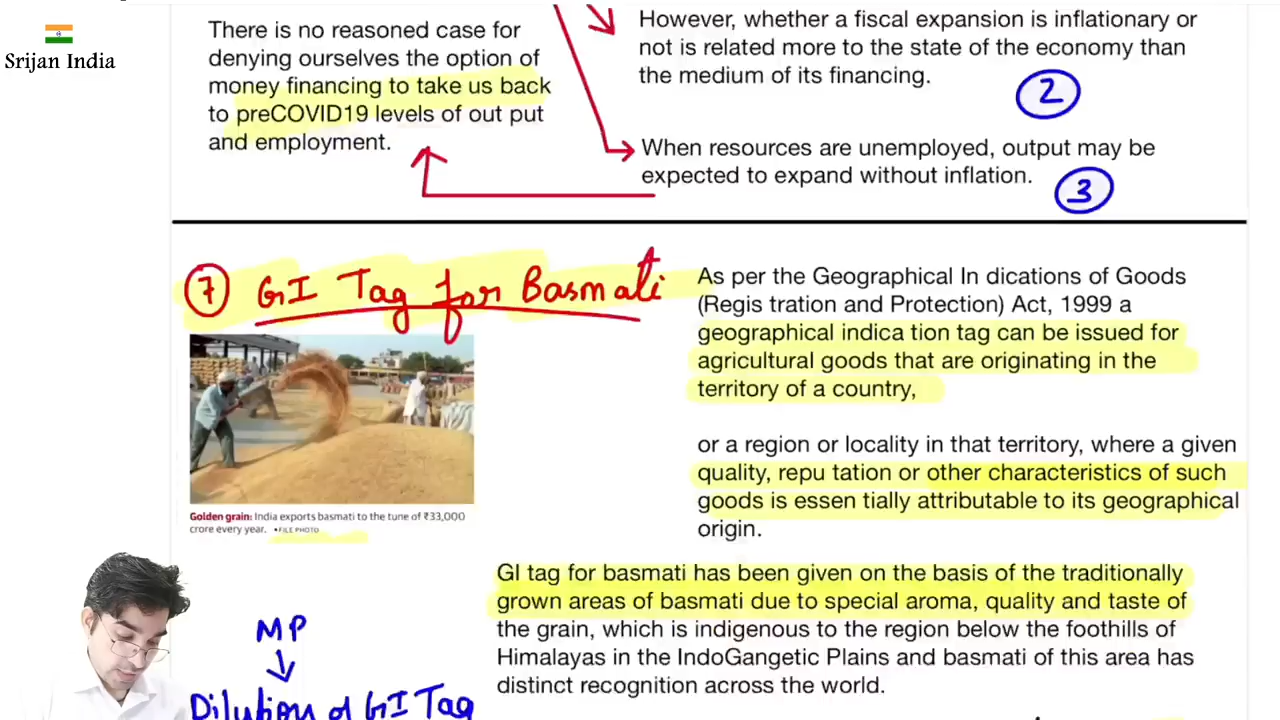 Srijan India
There is no reasoned case for
denying ourselves the option of
money financing to take us back
to preCOVID19 levels of out put
and employment.
However, whether a fiscal expansion is inflationary or
not is related more to the state of the economy than
the medium of its financing.
2
When resources are unemployed, output may be
expected to expand without inflation.
3
7 GI Tag for Basmati
As per the Geographical In dications of Goods
(Regis tration and Protection) Act, 1999 a
geographical indica tion tag can be issued for
agricultural goods that are originating in the
territory of a country,
or a region or locality in that territory, where a given
quality, repu tation or other characteristics of such
goods is essen tially attributable to its geographical
origin.
Golden grain: India exports basmati to the tune of ₹33,000
crore every year. •FILE PHOTO
GI tag for basmati has been given on the basis of the traditionally
grown areas of basmati due to special aroma, quality and taste of
the grain, which is indigenous to the region below the foothills of
Himalayas in the IndoGangetic Plains and basmati of this area has
distinct recognition across the world.
MP
Dilution of GI Tag